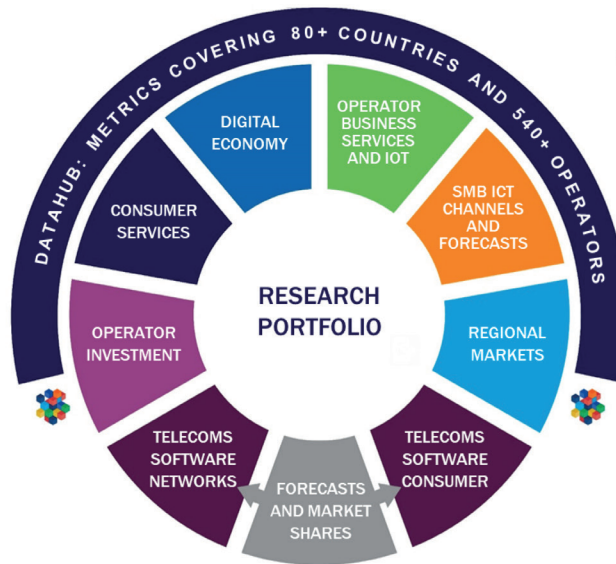 DATAHUB: METRICS COVERING 80+ COUNTRIES AND 540+ OPERATORS
DIGITAL
ECONOMY
OPERATOR
BUSINESS
SERVICES
AND IOT
CONSUMER
SERVICES
SMB ICT
CHANNELS
AND
FORECASTS
RESEARCH
PORTFOLIO
OPERATOR
INVESTMENT
REGIONAL
MARKETS
TELECOMS
SOFTWARE
NETWORKS
FORECASTS
AND MARKET
SHARES
TELECOMS
SOFTWARE
CONSUMER